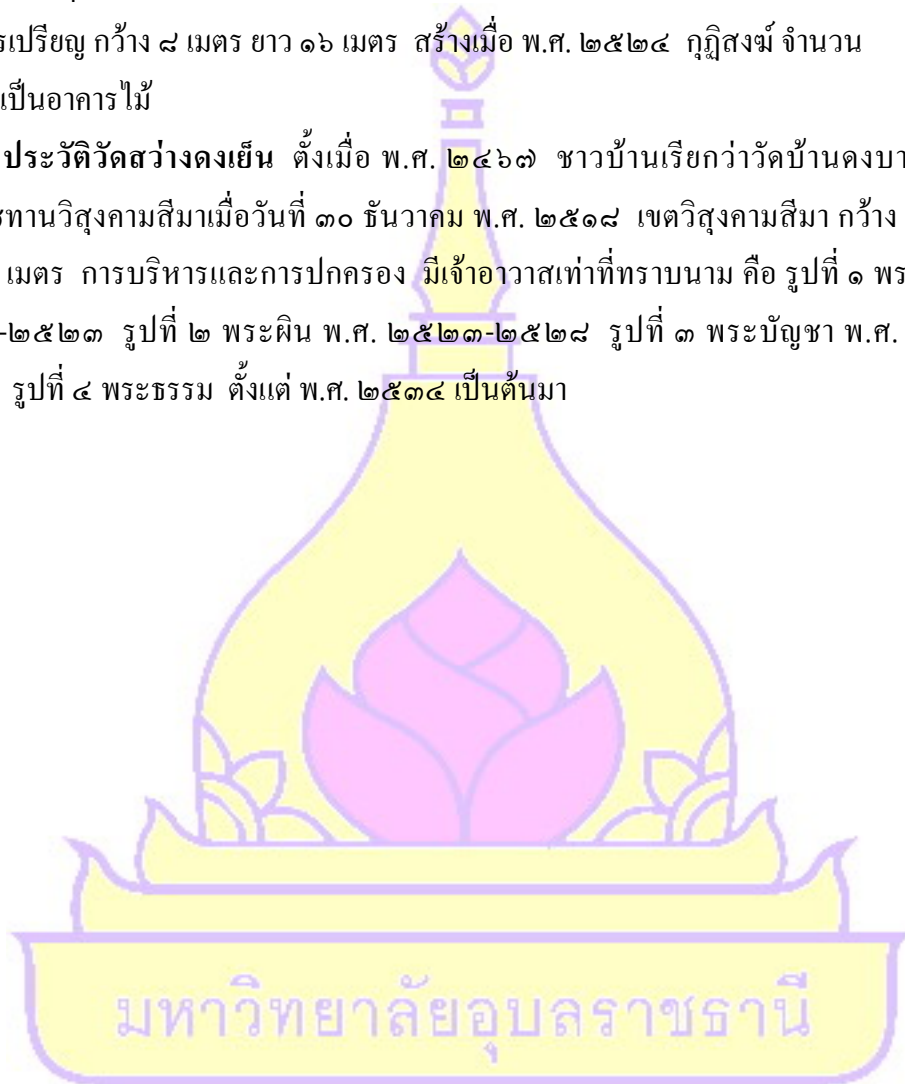 รเปรียญ กว้าง ๘ เมตร ยาว ๑๖ เมตร สร้างเมื่อ พ.ศ. ๒๕๒๔ กุฏิสงฆ์ จำนวน
เป็นอาคารไม้
ประวัติวัดสว่างดงเย็น ตั้งเมื่อ พ.ศ. ๒๔๖๗ ชาวบ้านเรียกว่าวัดบ้านดงบา
ชทานวิสุงคามสีมาเมื่อวันที่ ๓๐ ธันวาคม พ.ศ. ๒๕๑๘ เขตวิสุงคามสีมา กว้าง
เมตร การบริหารและการปกครอง มีเจ้าอาวาสเท่าที่ทราบนาม คือ รูปที่ ๑ พร
-๒๕๒๓ รูปที่ ๒ พระผิน พ.ศ. ๒๕๒๓-๒๕๒๘ รูปที่ ๓ พระบัญชา พ.ศ.
รูปที่ ๔ พระธรรม ตั้งแต่ พ.ศ. ๒๕๓๔ เป็นต้นมา
มหาวิทยาลัยอุบลราชธานี